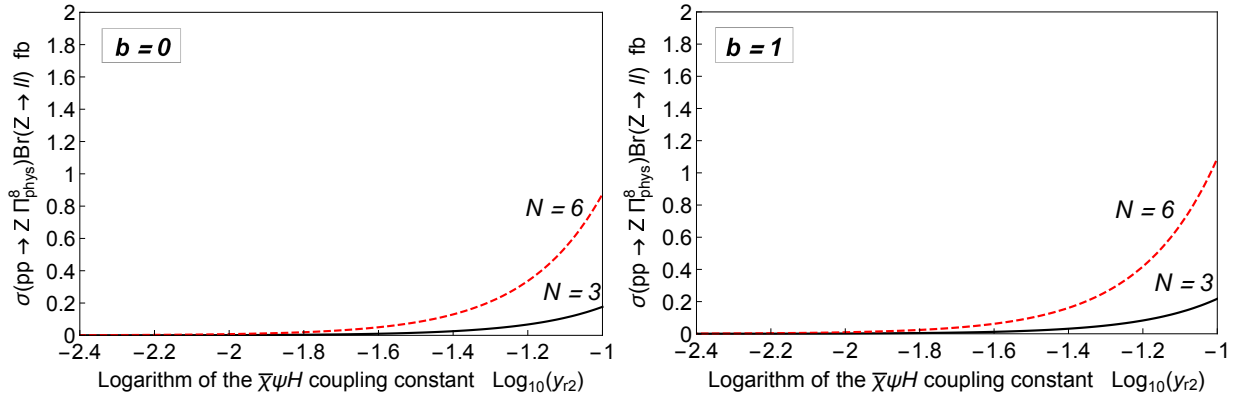 b = 0
σ(pp → Z Π⁸phys)Br(Z → ll) fb
2
1.8
1.6
1.4
1.2
1
0.8
0.6
0.4
0.2
0
N = 6
N = 3
−2.4 −2.2 −2 −1.8 −1.6 −1.4 −1.2 −1
Logarithm of the χ̅ψH coupling constant Log₁₀(yr2)
b = 1
σ(pp → Z Π⁸phys)Br(Z → ll) fb
2
1.8
1.6
1.4
1.2
1
0.8
0.6
0.4
0.2
0
N = 6
N = 3
−2.4 −2.2 −2 −1.8 −1.6 −1.4 −1.2 −1
Logarithm of the χ̅ψH coupling constant Log₁₀(yr2)